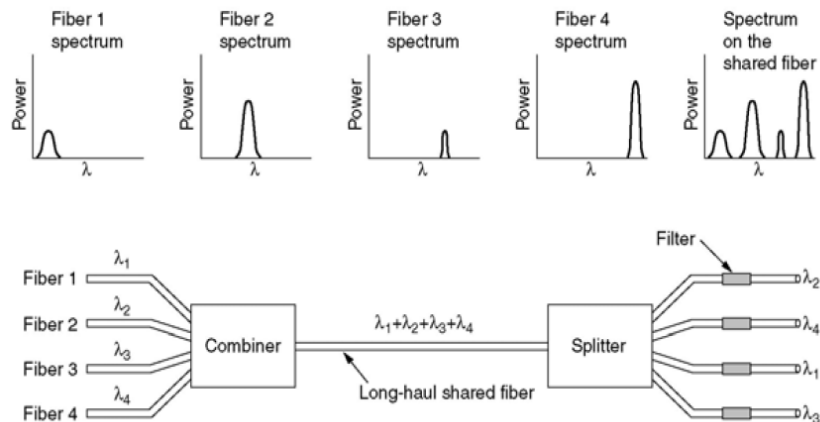 Fiber 1
spectrum
Fiber 2
spectrum
Fiber 3
spectrum
Fiber 4
spectrum
Spectrum
on the
shared fiber
Power
λ
Power
λ
Power
λ
Power
λ
Power
λ
Filter
Fiber 1
λ1
Fiber 2
λ2
Fiber 3
λ3
Fiber 4
λ4
Combiner
λ1+λ2+λ3+λ4
Long-haul shared fiber
Splitter
λ2
λ4
λ1
λ3